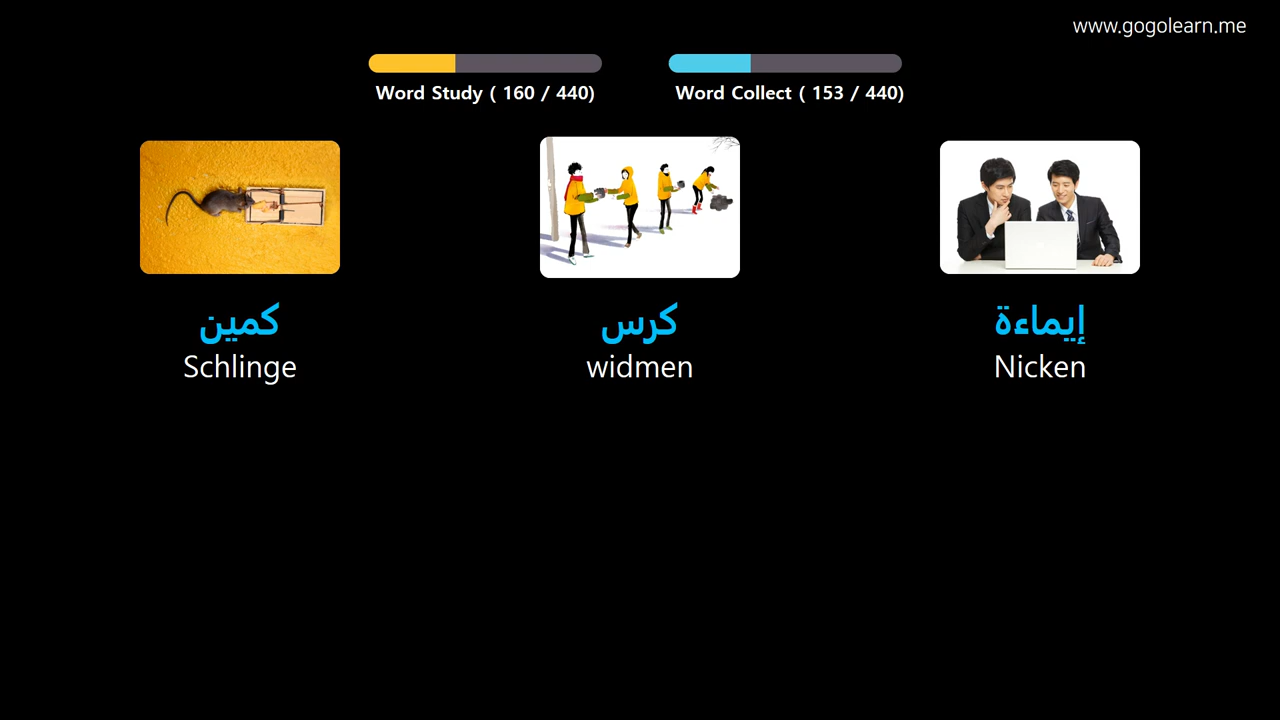 www.gogolearn.me
Word Study ( 160 / 440)
Word Collect ( 153 / 440)
كمين
Schlinge
كرس
widmen
إيماءة
Nicken